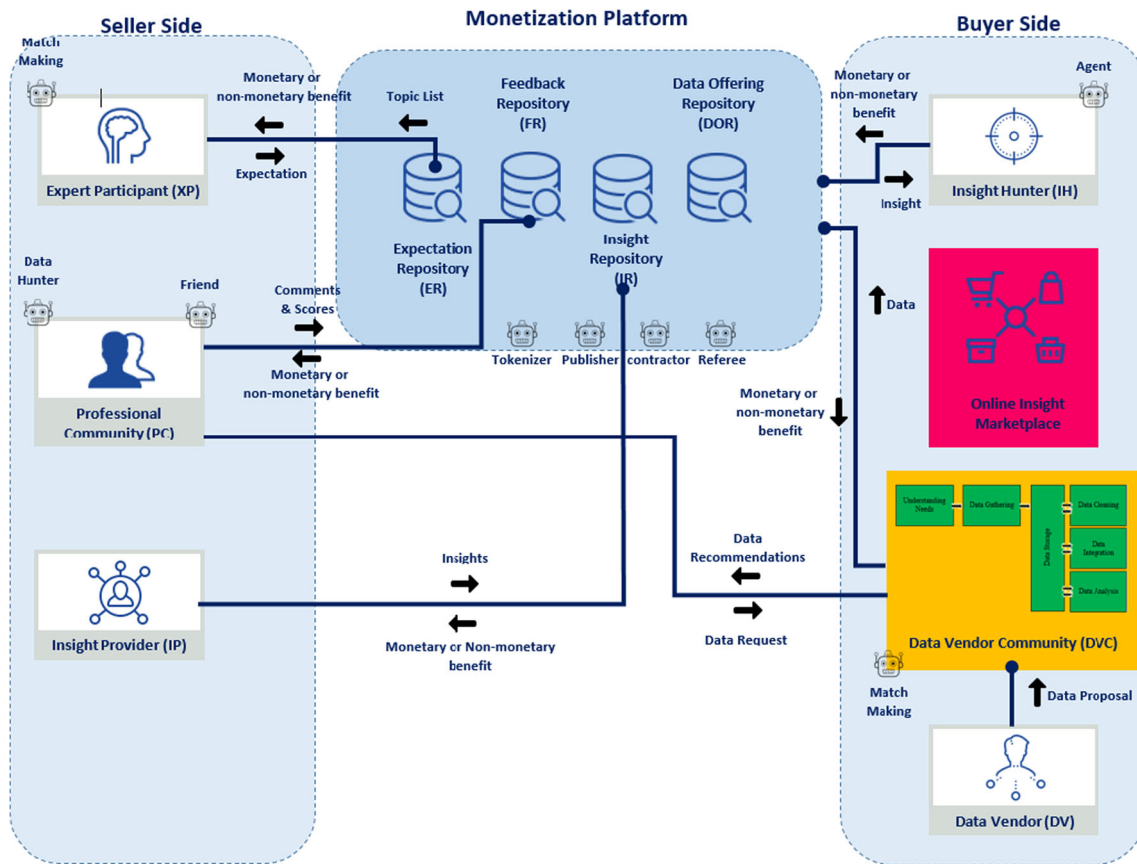 Seller Side
Monetization Platform
Buyer Side
Match
Making
Monetary or
non-monetary benefit
Expectation
Expert Participant (XP)
Topic List
Feedback
Repository
(FR)
Data Offering
Repository
(DOR)
Expectation
Repository
(ER)
Insight
Repository
(IR)
Tokenizer
Publisher
contractor
Referee
Monetary or
non-monetary
benefit
Agent
Insight
Insight Hunter (IH)
Data
Hunter
Friend
Comments
& Scores
Monetary or
non-monetary benefit
Professional
Community (PC)
Data
Online Insight
Marketplace
Monetary or
non-monetary
benefit
Understanding
Needs
Data Gathering
Data Storage
Data Cleaning
Data
Integration
Data Analysis
Data Vendor Community (DVC)
Insights
Monetary or Non-monetary
benefit
Insight Provider (IP)
Data
Recommendations
Data Request
Match
Making
Data Proposal
Data Vendor (DV)